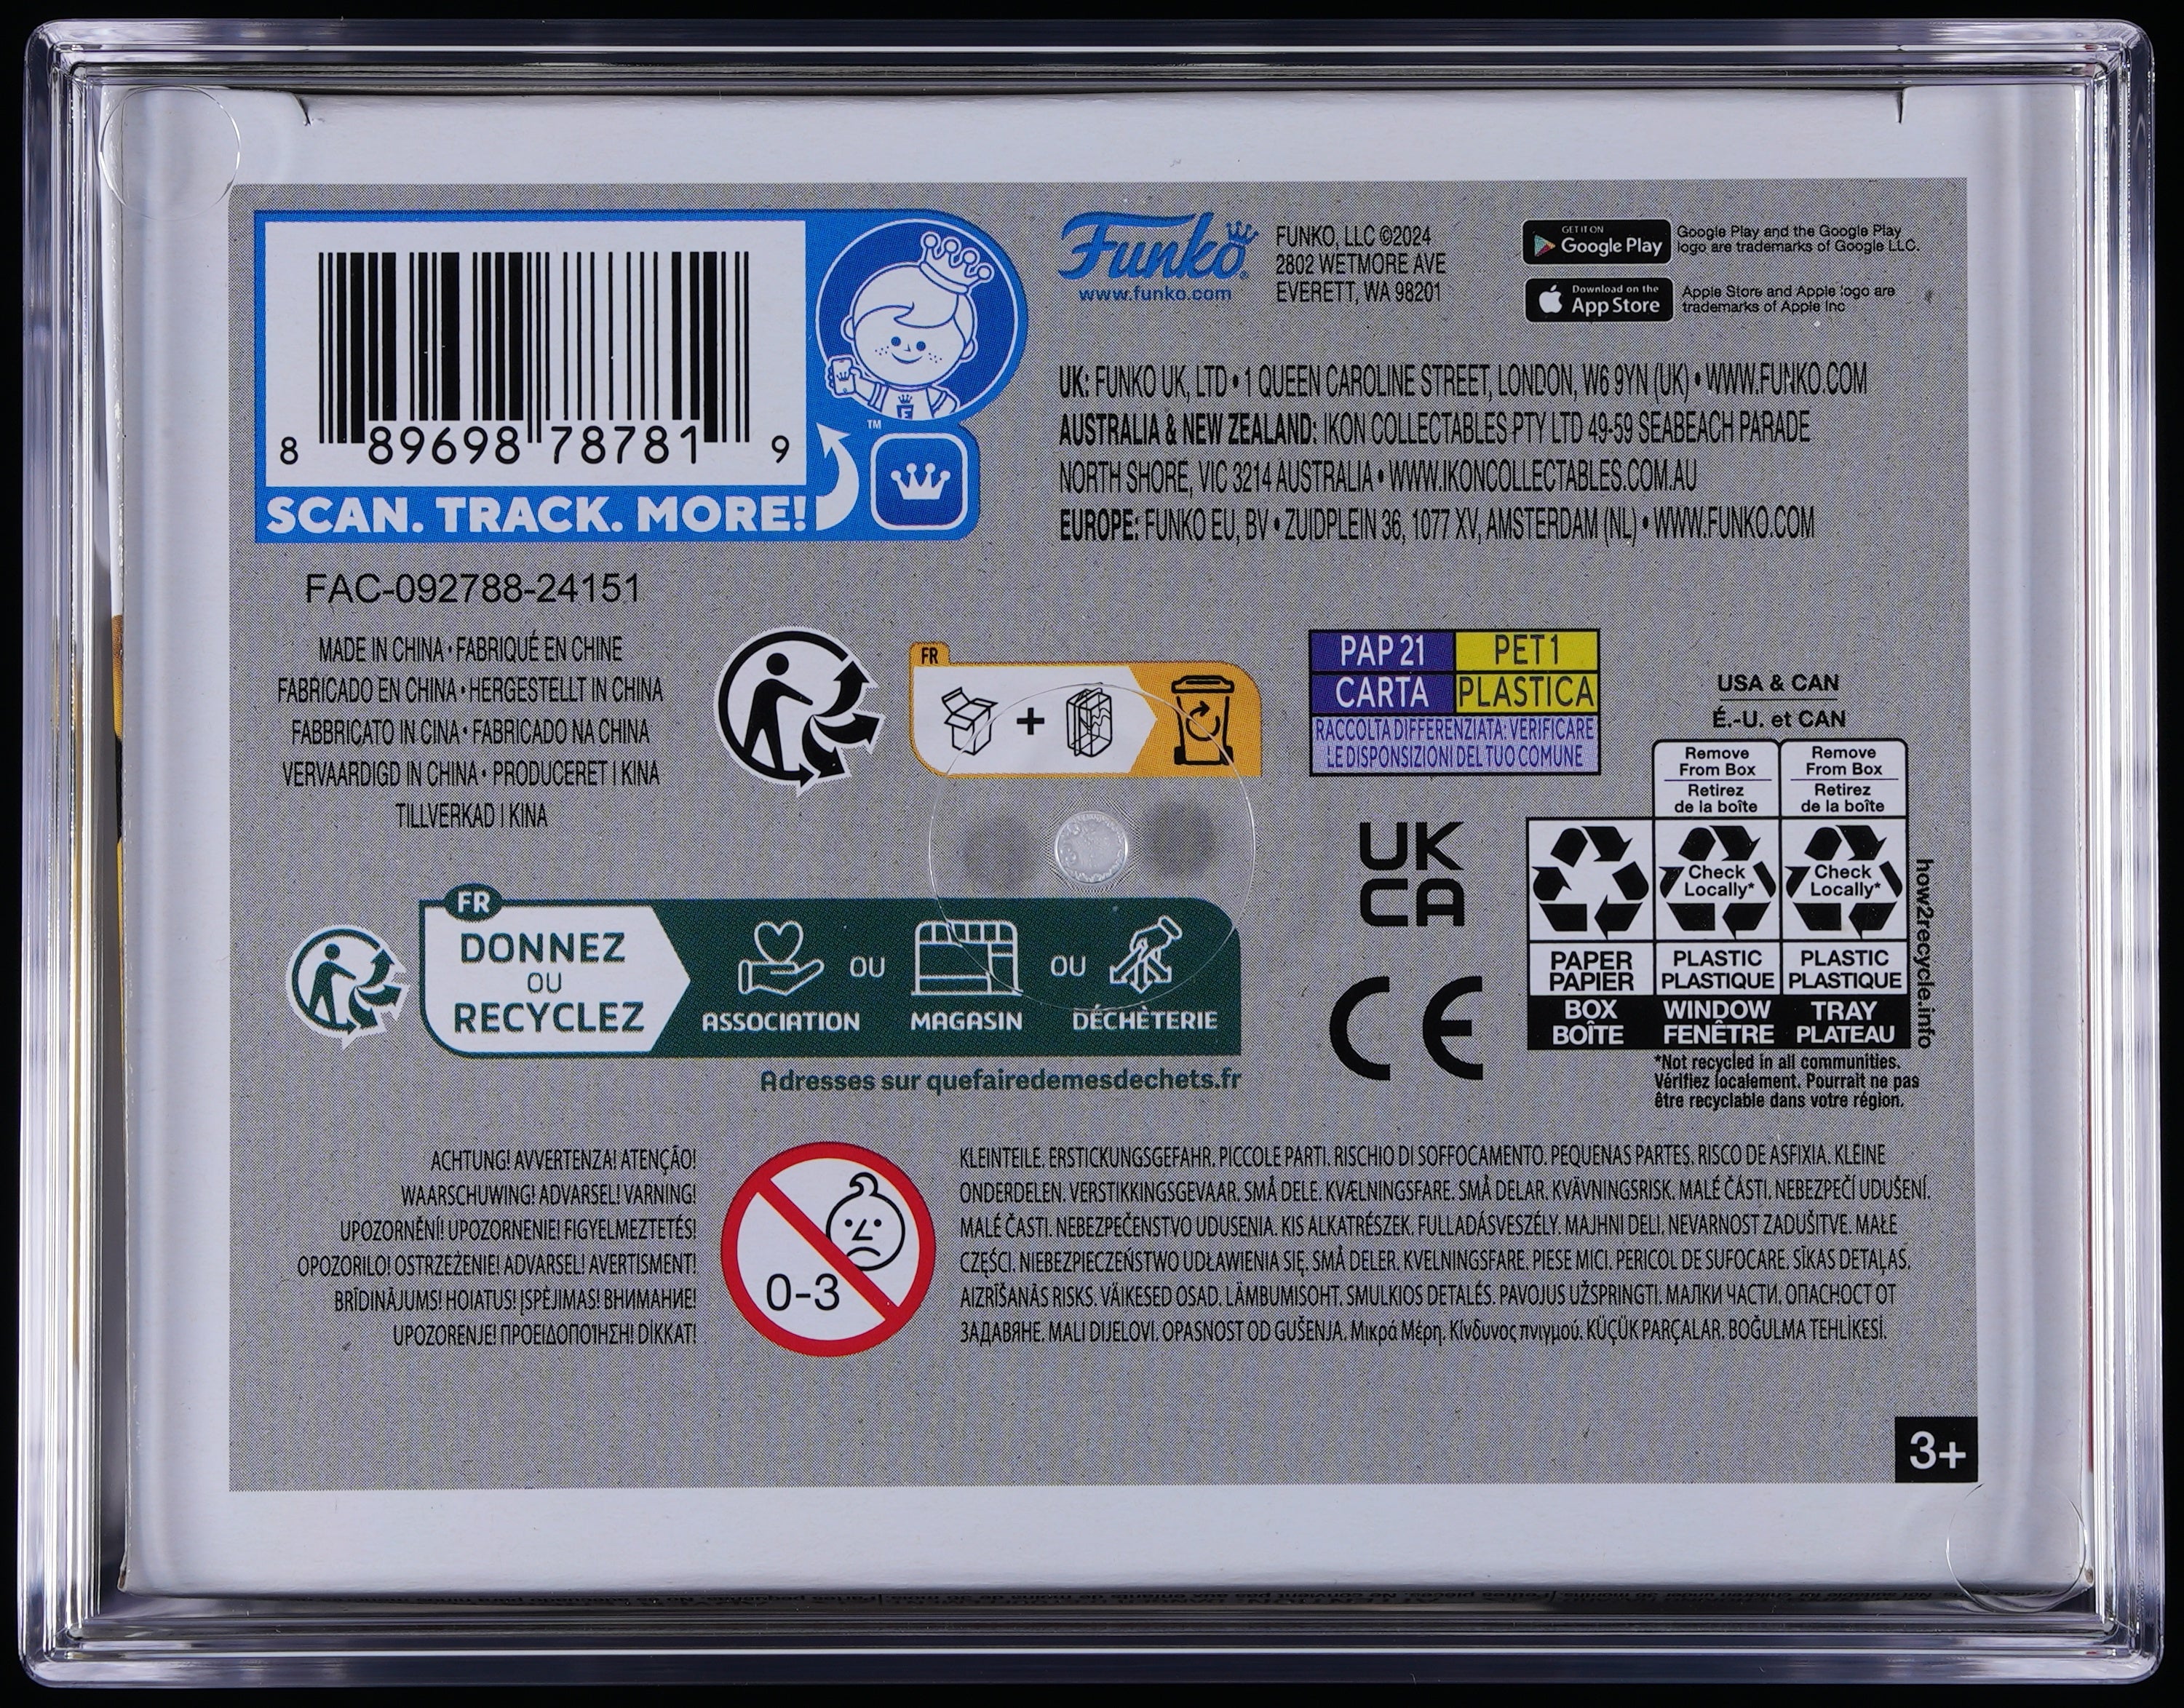 8 89698 78781 9
SCAN. TRACK. MORE!
TM
F
Funko
www.funko.com
FUNKO, LLC ©2024
2802 WETMORE AVE
EVERETT, WA 98201
GET IT ON
Google Play
Google Play and the Google Play
logo are trademarks of Google LLC.
Download on the
App Store
Apple Store and Apple logo are
trademarks of Apple Inc
UK: FUNKO UK, LTD • 1 QUEEN CAROLINE STREET, LONDON, W6 9YN (UK) • WWW.FUNKO.COM
AUSTRALIA & NEW ZEALAND: IKON COLLECTABLES PTY LTD 49-59 SEABEACH PARADE
NORTH SHORE, VIC 3214 AUSTRALIA • WWW.IKONCOLLECTABLES.COM.AU
EUROPE: FUNKO EU, BV • ZUIDPLEIN 36, 1077 XV, AMSTERDAM (NL) • WWW.FUNKO.COM
FAC-092788-24151
MADE IN CHINA • FABRIQUÉ EN CHINE
FABRICADO EN CHINA • HERGESTELLT IN CHINA
FABBRICATO IN CINA • FABRICADO NA CHINA
VERVAARDIGD IN CHINA • PRODUCERET I KINA
TILLVERKAD I KINA
FR
+
PAP 21 PET 1
CARTA PLASTICA
RACCOLTA DIFFERENZIATA: VERIFICARE
LE DISPONSIZIONI DEL TUO COMUNE
USA & CAN
É.-U. et CAN
Remove
From Box
Retirez
de la boîte
Remove
From Box
Retirez
de la boîte
Check
Locally*
Check
Locally*
PAPER
PAPIER
PLASTIC
PLASTIQUE
PLASTIC
PLASTIQUE
BOX
BOÎTE
WINDOW
FENÊTRE
TRAY
PLATEAU
how2recycle.info
*Not recycled in all communities.
Vérifiez localement. Pourrait ne pas
être recyclable dans votre région.
UK
CA
CE
FR
DONNEZ
OU
RECYCLEZ
ASSOCIATION
OU
MAGASIN
OU
DÉCHÈTERIE
Adresses sur quefairedemesdechets.fr
ACHTUNG! AVVERTENZA! ATENÇÃO!
WAARSCHUWING! ADVARSEL! VARNING!
UPOZORNĚNÍ! UPOZORNENIE! FIGYELMEZTETÉS!
OPOZORILO! OSTRZEŻENIE! ADVARSEL! AVERTISMENT!
BRĪDINĀJUMS! HOIATUS! ĮSPĖJIMAS! ВНИМАНИЕ!
UPOZORENJE! ΠΡΟΕΙΔΟΠΟΊΗΣΗ! DİKKAT!
0-3
KLEINTEILE. ERSTICKUNGSGEFAHR. PICCOLE PARTI. RISCHIO DI SOFFOCAMENTO. PEQUENAS PARTES. RISCO DE ASFIXIA. KLEINE
ONDERDELEN. VERSTIKKINGSGEVAAR. SMÅ DELE. KVÆLNINGSFARE. SMÅ DELAR. KVÄVNINGSRISK. MALÉ ČÁSTI. NEBEZPEČÍ UDUŠENÍ.
MALÉ ČASTI. NEBEZPEČENSTVO UDUSENIA. KIS ALKATRÉSZEK. FULLADÁSVESZÉLY. MAJHNI DELI. NEVARNOST ZADUŠITVE. MAŁE
CZĘŚCI. NIEBEZPIECZEŃSTWO UDŁAWIENIA SIĘ. SMÅ DELER. KVELNINGSFARE. PIESE MICI. PERICOL DE SUFOCARE. SĪKAS DETAĻAS.
AIZRĪŠANĀS RISKS. VÄIKESED OSAD. LÄMBUMISOHT. SMULKIOS DETALĖS. PAVOJUS UŽSPRINGTI. МАЛКИ ЧАСТИ. ОПАСНОСТ ОТ
ЗАДАВЯНЕ. MALI DIJELOVI. OPASNOST OD GUŠENJA. Μικρά Μέρη. Κίνδυνος πνιγμού. KÜÇÜK PARÇALAR. BOĞULMA TEHLİKESİ.
3+